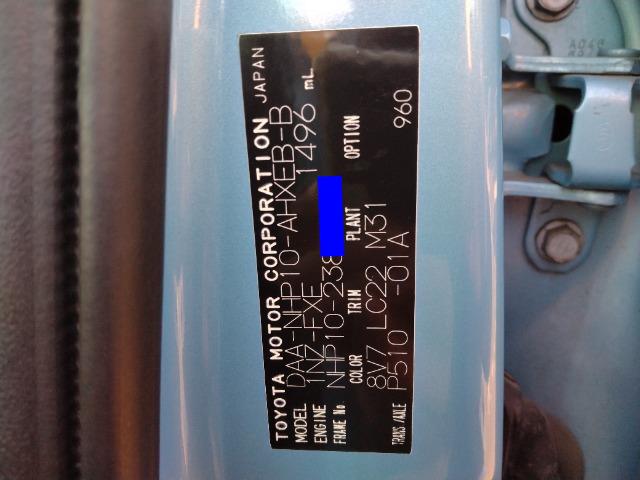 TOYOTA MOTOR CORPORATION JAPAN
MODEL DAA-NHP10-AHXEB-B
ENGINE 1NZ-FXE 1496 mL
FRAME No. NHP10-238
COLOR TRIM PLANT OPTION
8V7 LC22 M31
TRANS/AXLE P510 -01A 960